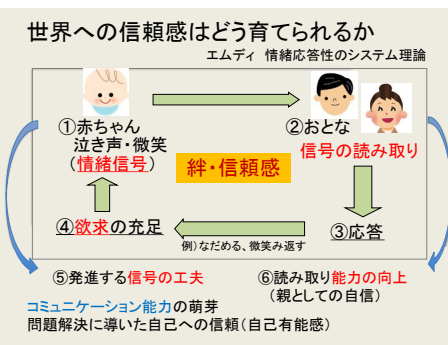 世界への信頼感はどう育てられるか
エムディ 情緒応答性のシステム理論
①赤ちゃん
泣き声・微笑
(情緒信号)
②おとな
信号の読み取り
絆・信頼感
④欲求の充足
例)なだめる、微笑み返す
③応答
⑤発進する信号の工夫
⑥読み取り能力の向上
(親としての自信)
コミュニケーション能力の萌芽
問題解決に導いた自己への信頼(自己有能感)